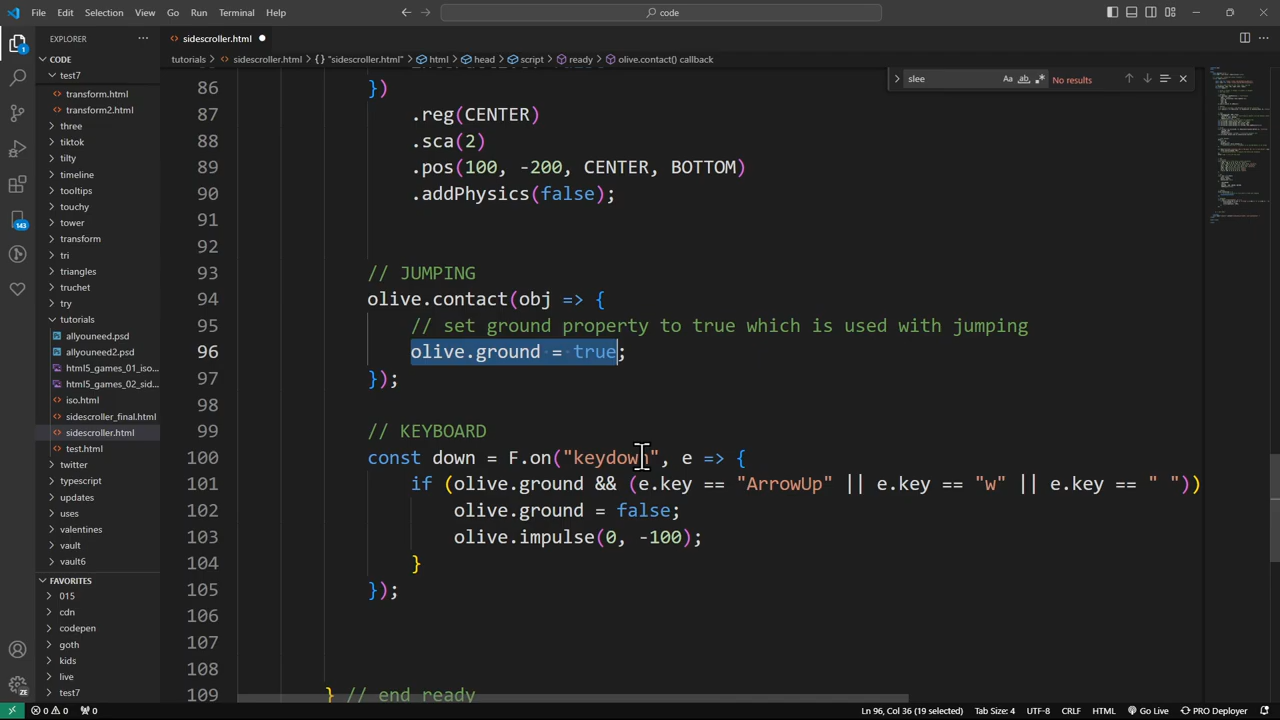 File Edit Selection View Go Run Terminal Help
code
EXPLORER
sidescroller.html
CODE
tutorials > sidescroller.html > "sidescroller.html" > html > head > script > ready > olive.contact() callback
test7
transform.html
transform2.html
three
tiktok
tilty
timeline
tooltips
touchy
tower
transform
tri
triangles
truchet
try
tutorials
allyouneed.psd
allyouneed2.psd
html5_games_01_iso...
html5_games_02_sid...
iso.html
sidescroller_final.html
sidescroller.html
test.html
twitter
typescript
updates
uses
valentines
vault
vault6
FAVORITES
015
cdn
codepen
goth
kids
live
test7
1
143
ZE
slee
Aa ab
No results
86 })
87 .reg(CENTER)
88 .sca(2)
89 .pos(100, -200, CENTER, BOTTOM)
90 .addPhysics(false);
91
92
93 // JUMPING
94 olive.contact(obj => {
95 // set ground property to true which is used with jumping
96 olive.ground = true;
97 });
98
99 // KEYBOARD
100 const down = F.on("keydown", e => {
101 if (olive.ground && (e.key == "ArrowUp" || e.key == "w" || e.key == " "))
102 olive.ground = false;
103 olive.impulse(0, -100);
104 }
105 });
106
107
108
109 } // end ready
0 0 0 Ln 96, Col 36 (19 selected) Tab Size: 4 UTF-8 CRLF HTML Go Live PRO Deployer